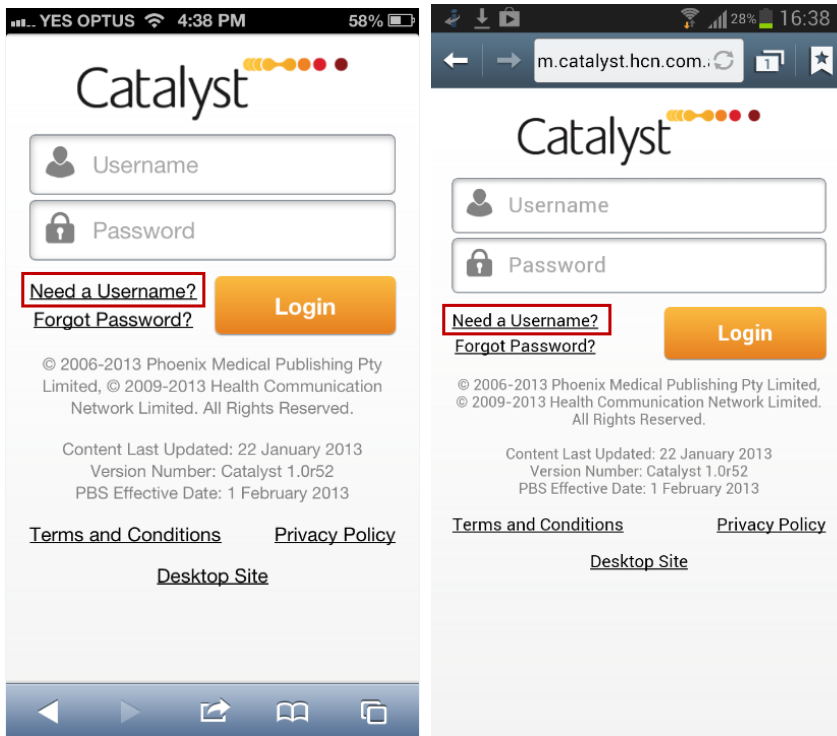 YES OPTUS 4:38 PM 58%
Catalyst
Username
Password
Need a Username?
Forgot Password?
Login
© 2006-2013 Phoenix Medical Publishing Pty
Limited, © 2009-2013 Health Communication
Network Limited. All Rights Reserved.
Content Last Updated: 22 January 2013
Version Number: Catalyst 1.0r52
PBS Effective Date: 1 February 2013
Terms and Conditions Privacy Policy
Desktop Site
28% 16:38
m.catalyst.hcn.com.
1
Catalyst
Username
Password
Need a Username?
Forgot Password?
Login
© 2006-2013 Phoenix Medical Publishing Pty Limited,
© 2009-2013 Health Communication Network Limited.
All Rights Reserved.
Content Last Updated: 22 January 2013
Version Number: Catalyst 1.0r52
PBS Effective Date: 1 February 2013
Terms and Conditions Privacy Policy
Desktop Site